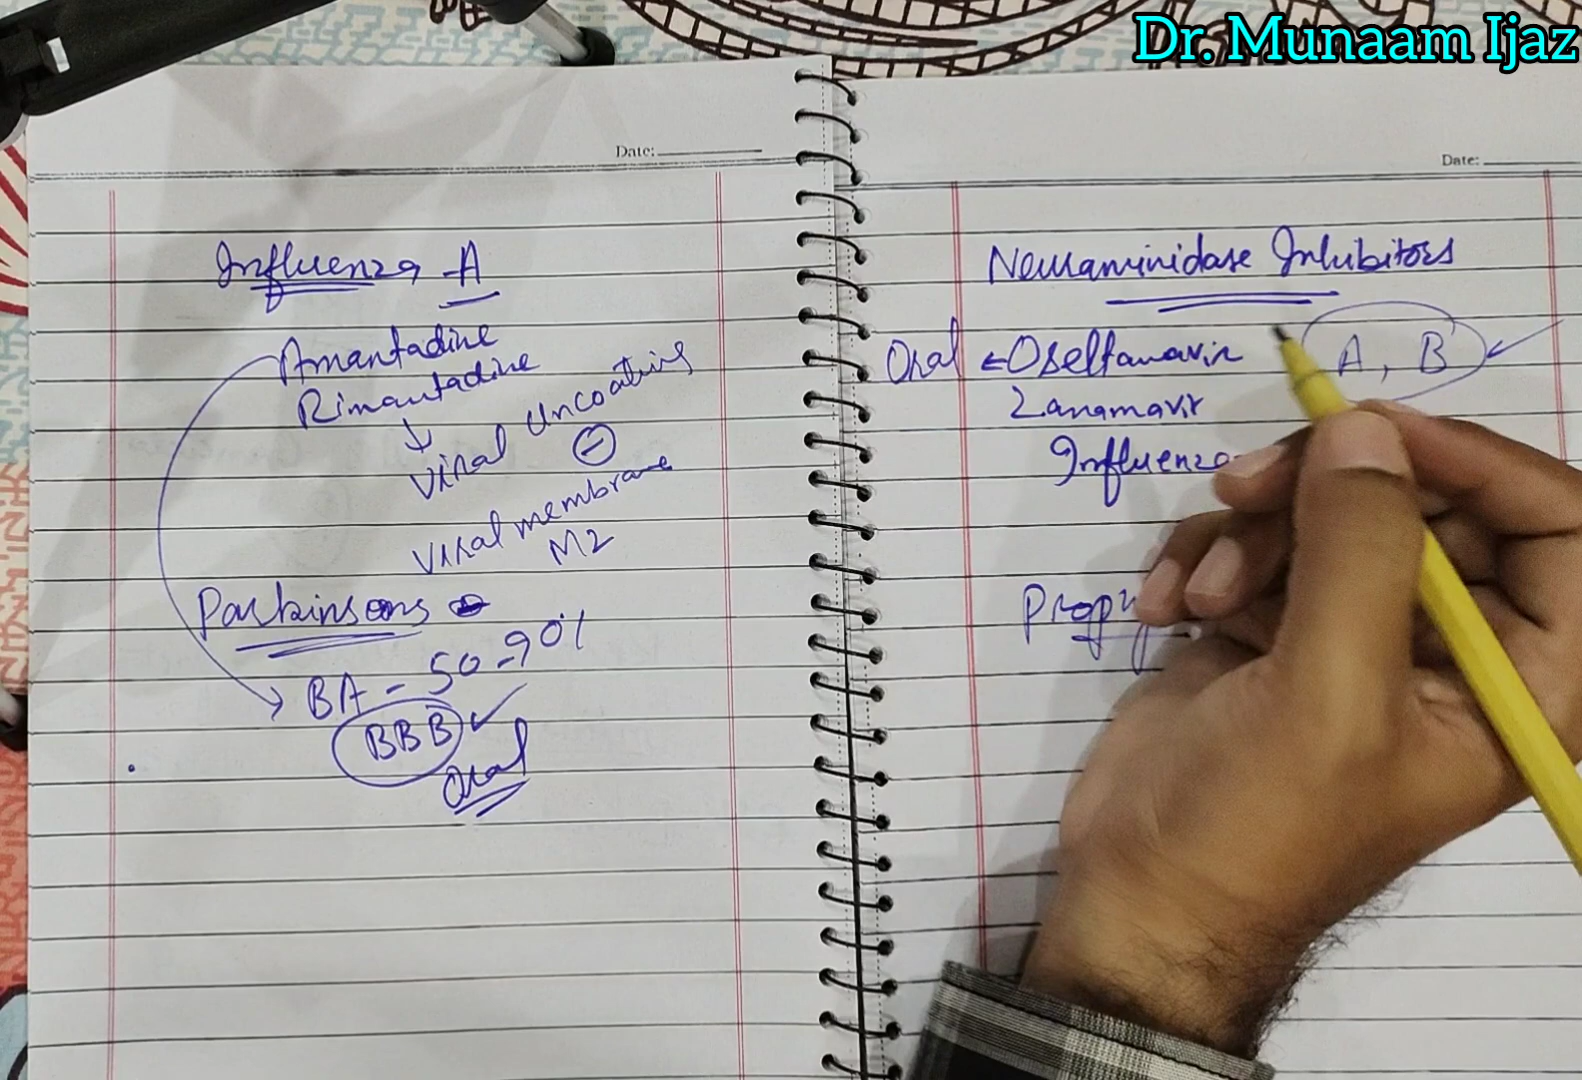 Dr. Munaam Ijaz
Date:
Influenza -A
Amantadine
Rimantadine
↓
Viral Uncoating
⊖
Viral membrane
M2
Parkinsons
→ BA - 50-90%
BBB ✓
Oral
Date:
Neuraminidase Inhibitors
Oral ← Oseltamavir A, B ✓
Zanamavir
Influenza
Propy